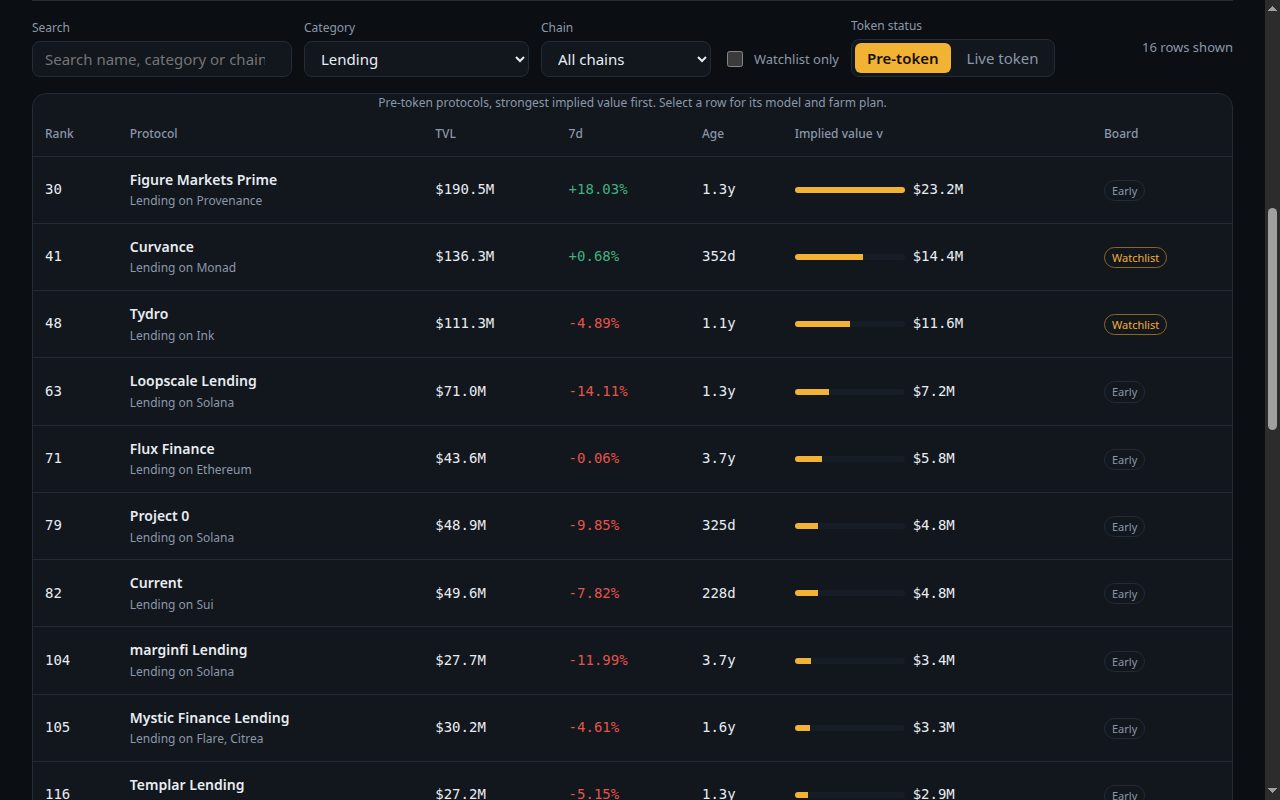 Search
Category
Chain
Token status
Search name, category or chain
Lending
All chains
Watchlist only
Pre-token
Live token
16 rows shown
Pre-token protocols, strongest implied value first. Select a row for its model and farm plan.
Rank Protocol TVL 7d Age Implied value v Board
30 Figure Markets Prime $190.5M +18.03% 1.3y $23.2M Early
Lending on Provenance
41 Curvance $136.3M +0.68% 352d $14.4M Watchlist
Lending on Monad
48 Tydro $111.3M -4.89% 1.1y $11.6M Watchlist
Lending on Ink
63 Loopscale Lending $71.0M -14.11% 1.3y $7.2M Early
Lending on Solana
71 Flux Finance $43.6M -0.06% 3.7y $5.8M Early
Lending on Ethereum
79 Project 0 $48.9M -9.85% 325d $4.8M Early
Lending on Solana
82 Current $49.6M -7.82% 228d $4.8M Early
Lending on Sui
104 marginfi Lending $27.7M -11.99% 3.7y $3.4M Early
Lending on Solana
105 Mystic Finance Lending $30.2M -4.61% 1.6y $3.3M Early
Lending on Flare, Citrea
116 Templar Lending $27.2M -5.15% 1.3y $2.9M Early